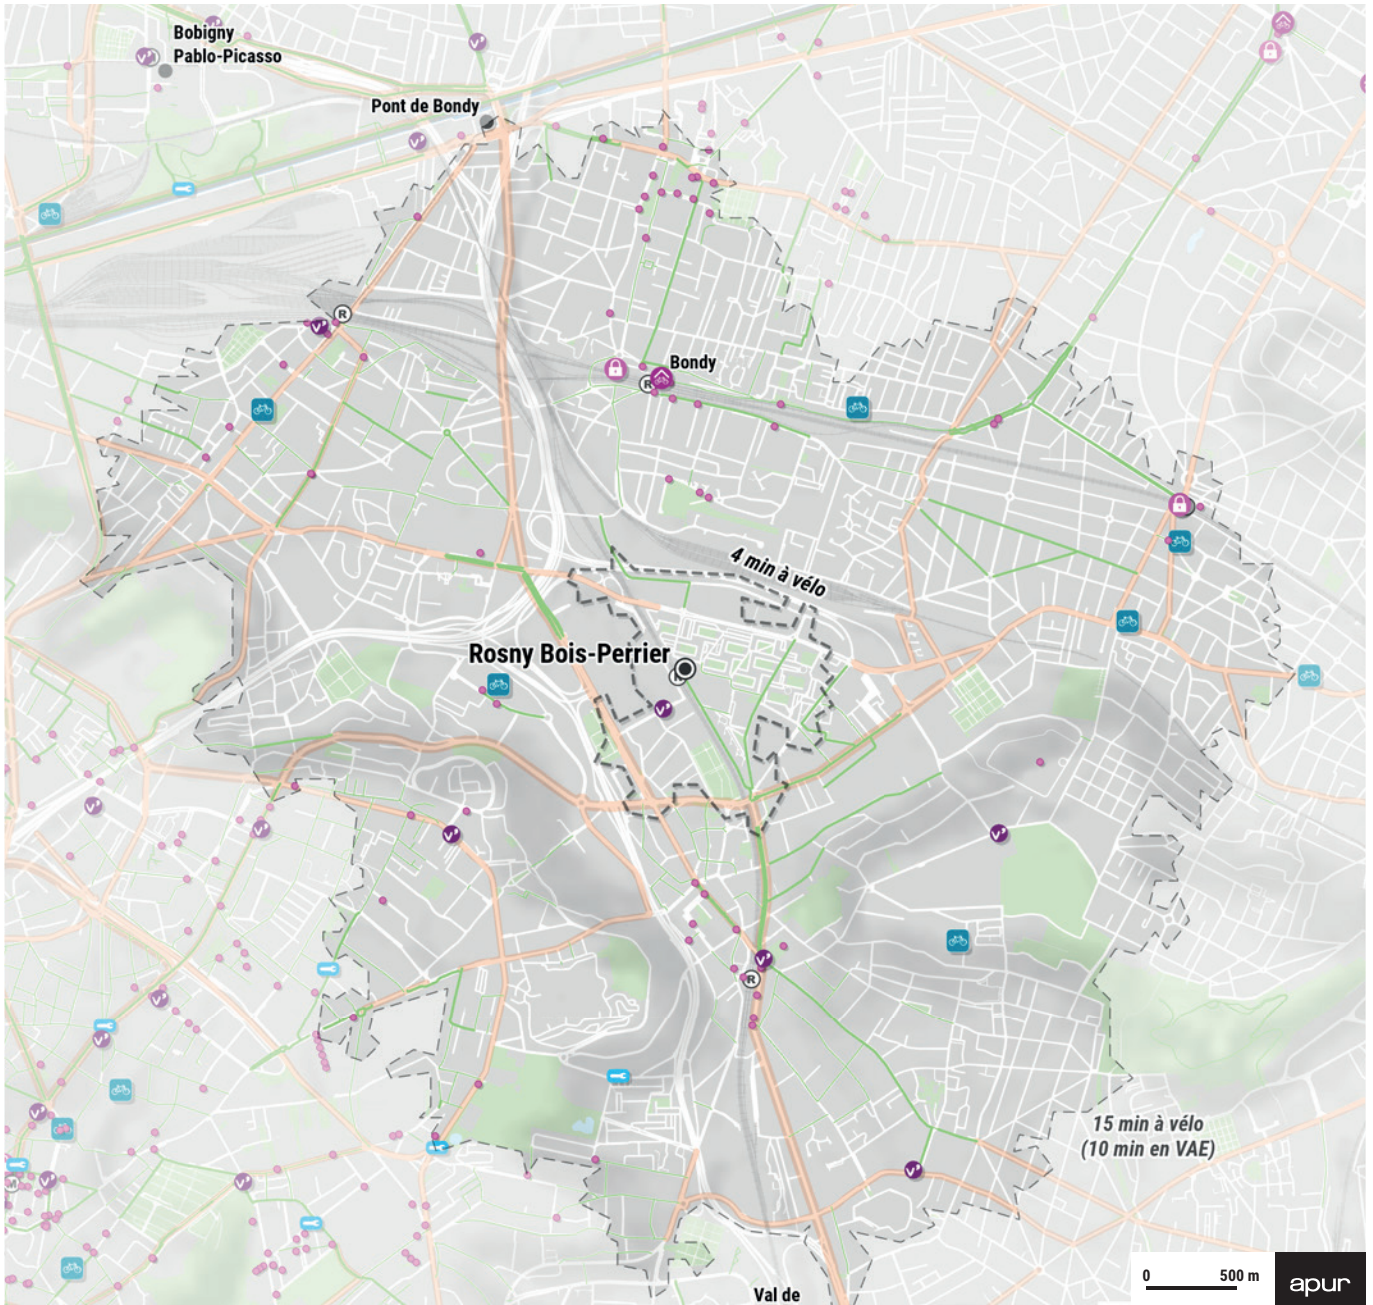 Bobigny
Pablo-Picasso
Pont de Bondy
R
Bondy
R
4 min à vélo
Rosny Bois-Perrier
R
15 min à vélo
(10 min en VAE)
0 500 m
apur
Val de